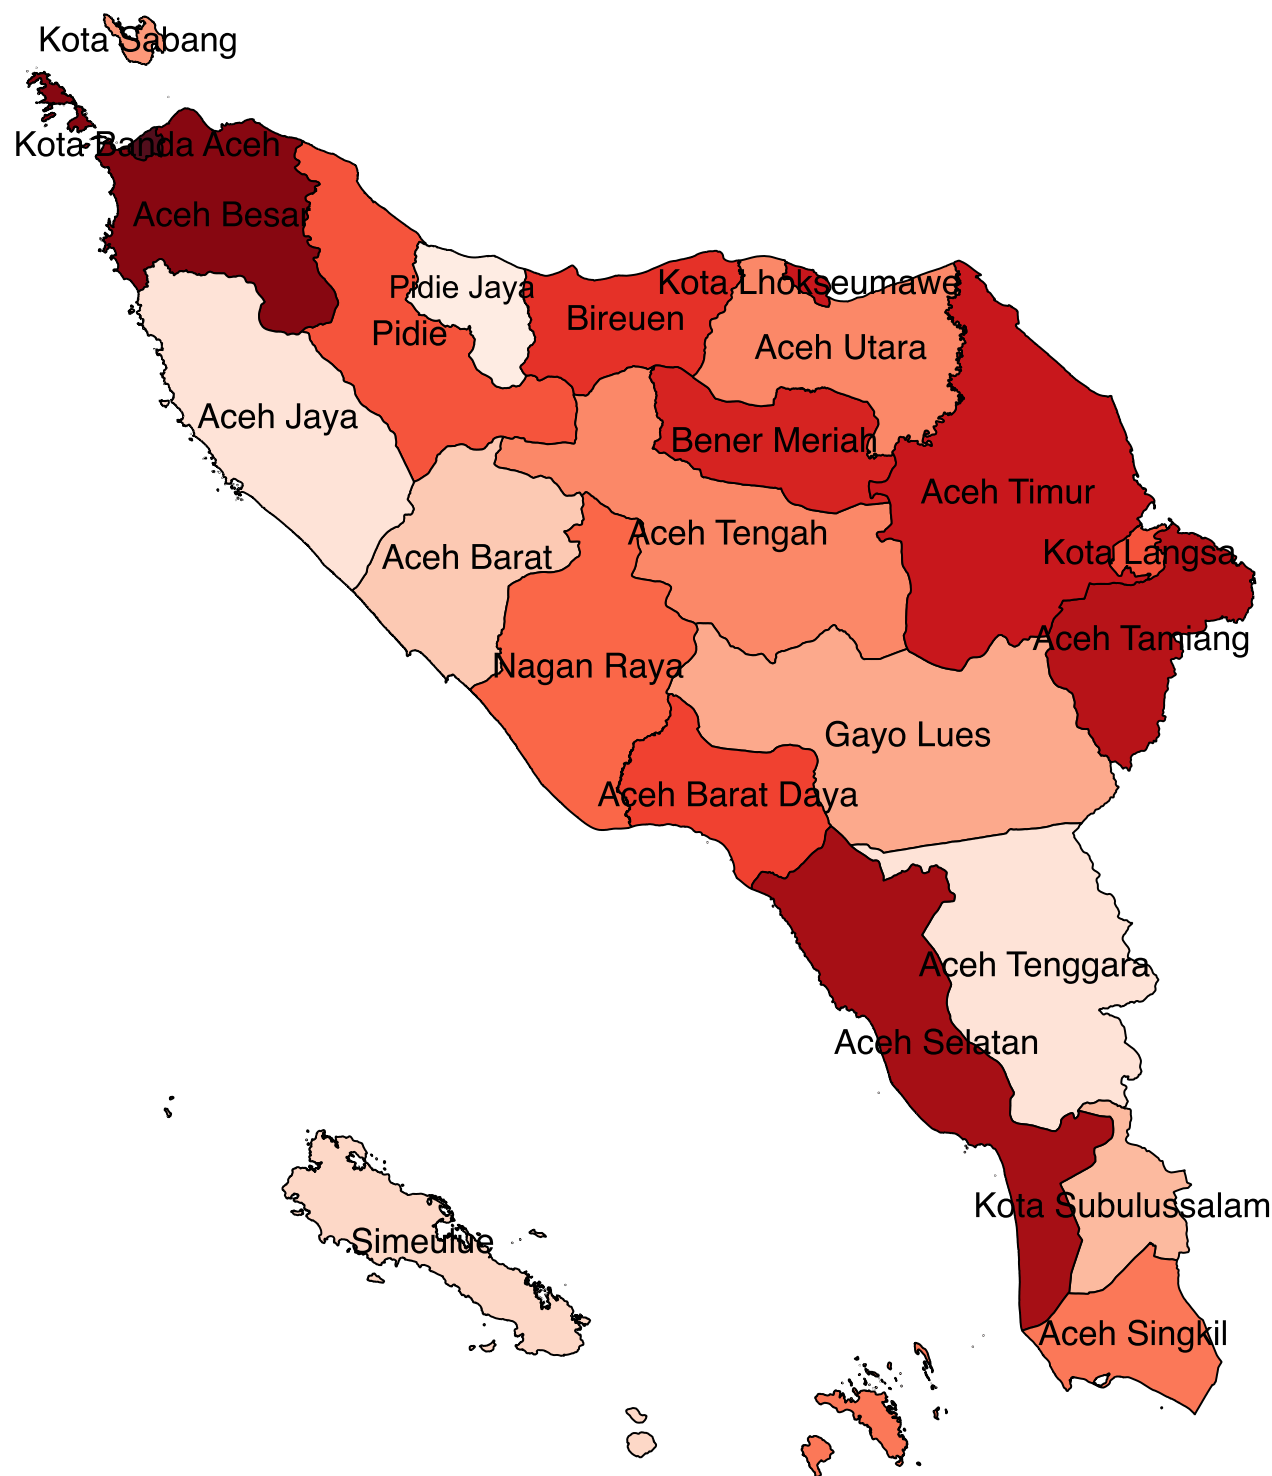 Kota Sabang
Kota Banda Aceh
Aceh Besar
Pidie Jaya
Kota Lhokseumawe
Bireuen
Pidie
Aceh Utara
Aceh Jaya
Bener Meriah
Aceh Timur
Aceh Tengah
Aceh Barat
Kota Langsa
Aceh Tamiang
Nagan Raya
Gayo Lues
Aceh Barat Daya
Aceh Tenggara
Aceh Selatan
Kota Subulussalam
Simeulue
Aceh Singkil